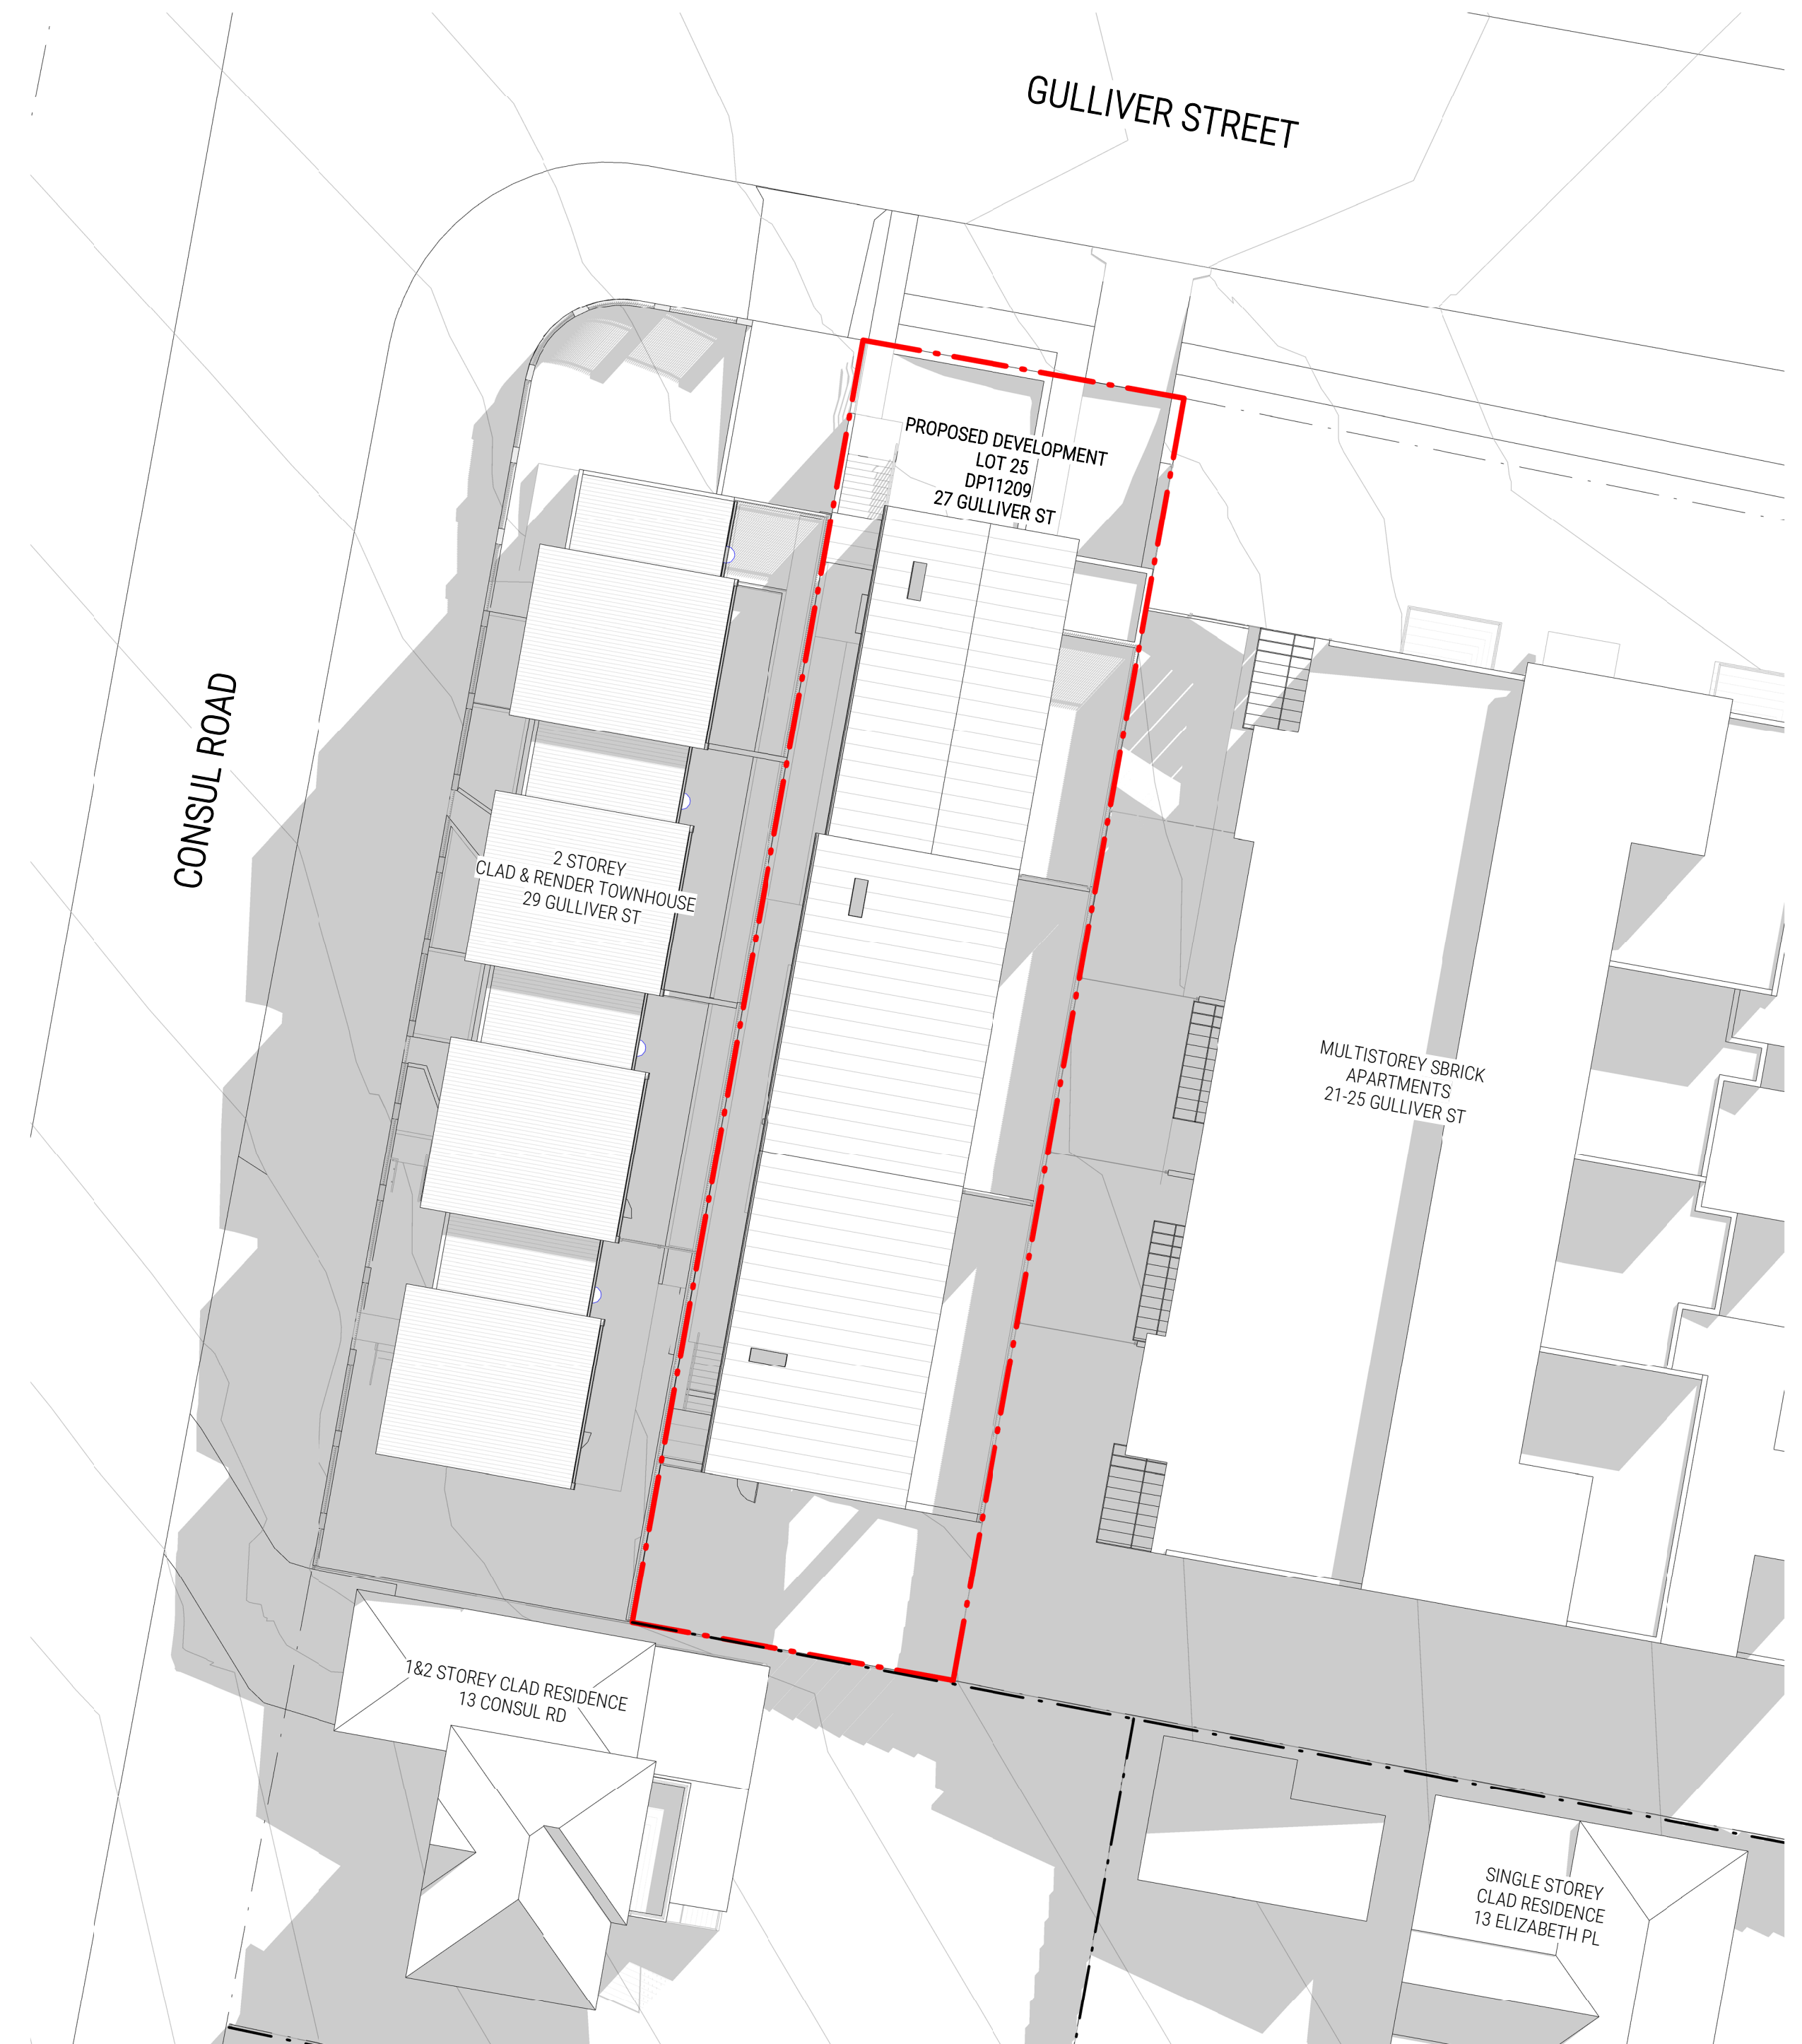 GULLIVER STREET
PROPOSED DEVELOPMENT
LOT 25
DP11209
27 GULLIVER ST
CONSUL ROAD
2 STOREY
CLAD & RENDER TOWNHOUSE
29 GULLIVER ST
MULTISTOREY SBRICK
APARTMENTS
21-25 GULLIVER ST
1&2 STOREY CLAD RESIDENCE
13 CONSUL RD
SINGLE STOREY
CLAD RESIDENCE
13 ELIZABETH PL